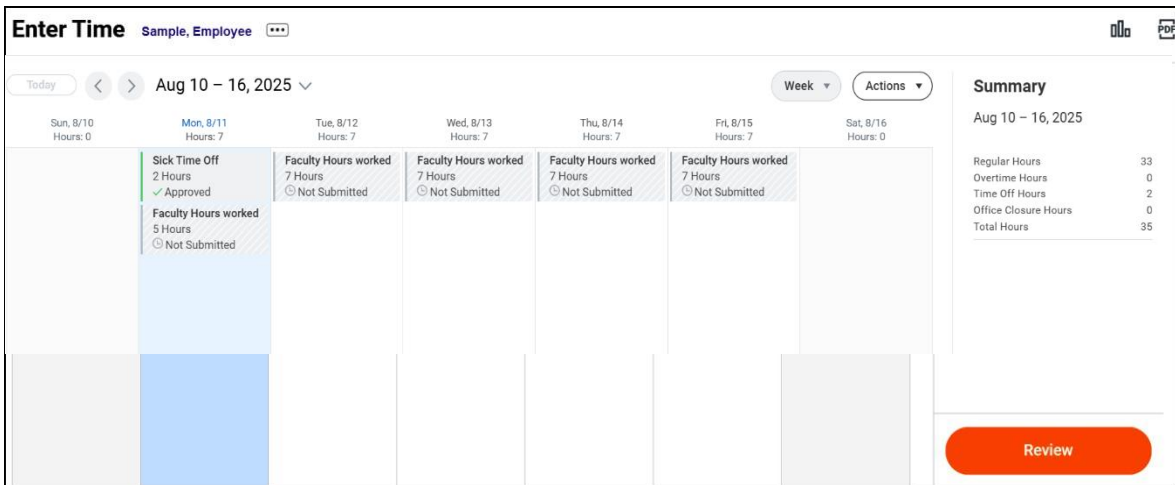 Enter Time Sample, Employee
PDF
Today Aug 10 – 16, 2025 Week Actions
Sun, 8/10 Mon, 8/11 Tue, 8/12 Wed, 8/13 Thu, 8/14 Fri, 8/15 Sat, 8/16
Hours: 0 Hours: 7 Hours: 7 Hours: 7 Hours: 7 Hours: 7 Hours: 0
Sick Time Off
2 Hours
Approved
Faculty Hours worked
5 Hours
Not Submitted
Faculty Hours worked
7 Hours
Not Submitted
Faculty Hours worked
7 Hours
Not Submitted
Faculty Hours worked
7 Hours
Not Submitted
Faculty Hours worked
7 Hours
Not Submitted
Summary
Aug 10 – 16, 2025
Regular Hours 33
Overtime Hours 0
Time Off Hours 2
Office Closure Hours 0
Total Hours 35
Review